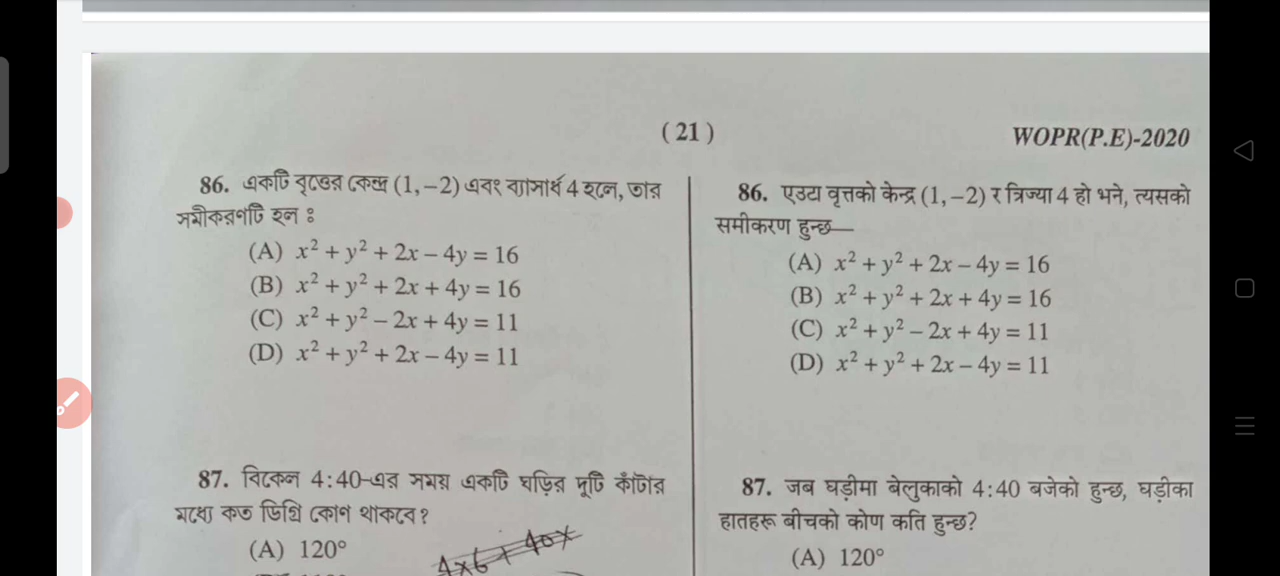 ( 21 )
WOPR(P.E)-2020
86. একটি বৃত্তের কেন্দ্র (1, –2) এবং ব্যাসার্ধ 4 হলে, তার
সমীকরণটি হল ঃ
(A) x² + y² + 2x – 4y = 16
(B) x² + y² + 2x + 4y = 16
(C) x² + y² – 2x + 4y = 11
(D) x² + y² + 2x – 4y = 11
87. বিকেল 4:40-এর সময় একটি ঘড়ির দুটি কাঁটার
মধ্যে কত ডিগ্রি কোণ থাকবে?
(A) 120°
4x6 + 40x
86. एउटा वृत्तको केन्द्र (1, –2) र त्रिज्या 4 हो भने, त्यसको
समीकरण हुन्छ—
(A) x² + y² + 2x – 4y = 16
(B) x² + y² + 2x + 4y = 16
(C) x² + y² – 2x + 4y = 11
(D) x² + y² + 2x – 4y = 11
87. जब घड़ीमा बेलुकाको 4:40 बजेको हुन्छ, घड़ीका
हातहरू बीचको कोण कति हुन्छ?
(A) 120°